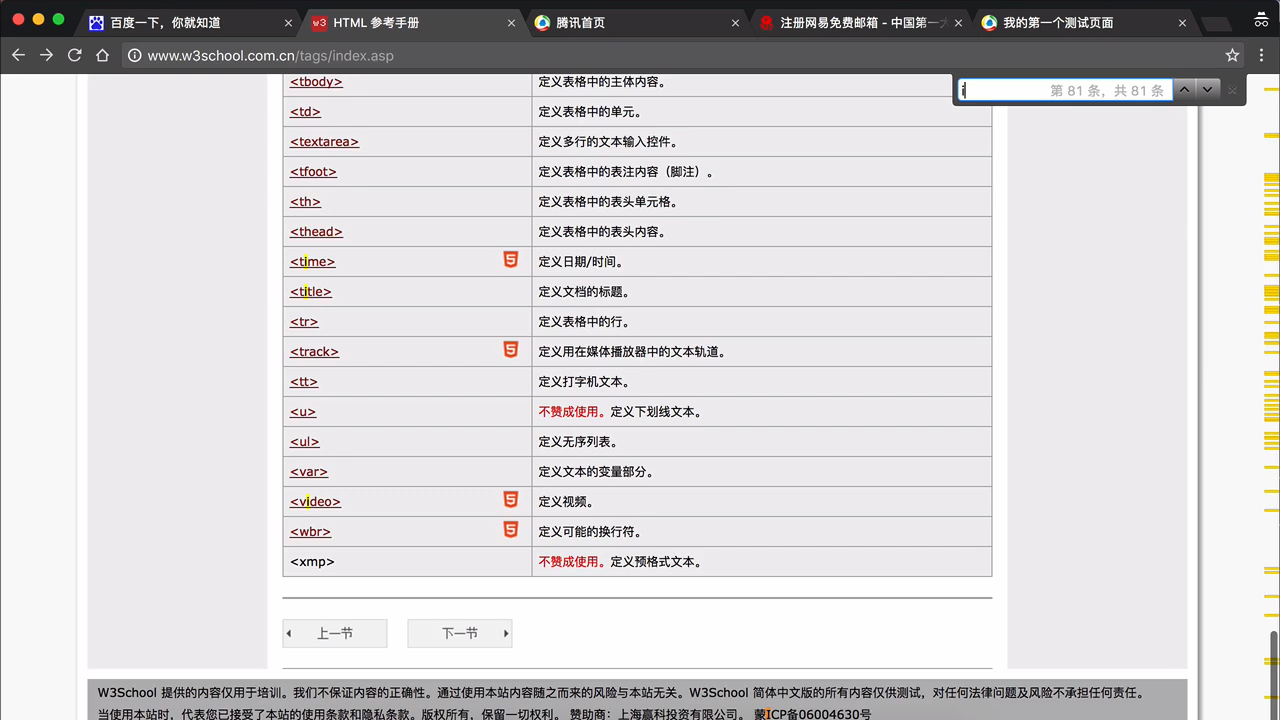 百度一下，你就知道
HTML 参考手册
腾讯首页
注册网易免费邮箱 - 中国第一大
我的第一个测试页面
www.w3school.com.cn/tags/index.asp
i
第 81 条，共 81 条
<tbody> 定义表格中的主体内容。
<td> 定义表格中的单元。
<textarea> 定义多行的文本输入控件。
<tfoot> 定义表格中的表注内容（脚注）。
<th> 定义表格中的表头单元格。
<thead> 定义表格中的表头内容。
<time> 5 定义日期/时间。
<title> 定义文档的标题。
<tr> 定义表格中的行。
<track> 5 定义用在媒体播放器中的文本轨道。
<tt> 定义打字机文本。
<u> 不赞成使用。定义下划线文本。
<ul> 定义无序列表。
<var> 定义文本的变量部分。
<video> 5 定义视频。
<wbr> 5 定义可能的换行符。
<xmp> 不赞成使用。定义预格式文本。
上一节 下一节
W3School 提供的内容仅用于培训。我们不保证内容的正确性。通过使用本站内容随之而来的风险与本站无关。W3School 简体中文版的所有内容仅供测试，对任何法律问题及风险不承担任何责任。
当使用本站时，代表您已接受了本站的使用条款和隐私条款。版权所有，保留一切权利。 赞助商：上海赢科投资有限公司。 蒙ICP备06004630号